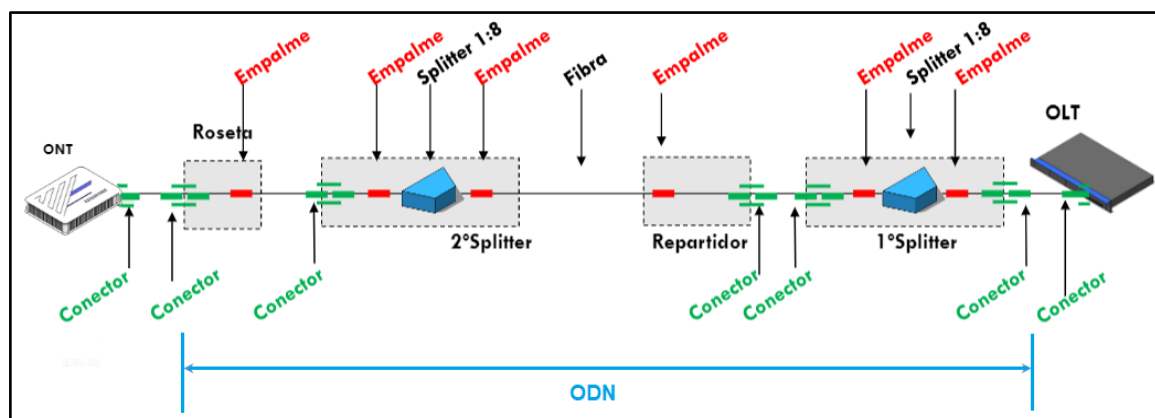 Empalme
Empalme
Splitter 1:8
Empalme
Fibra
Empalme
Empalme
Splitter 1:8
Empalme
OLT
Roseta
ONT
2°Splitter
Repartidor
1°Splitter
Conector
Conector
Conector
Conector
Conector
Conector
Conector
ODN